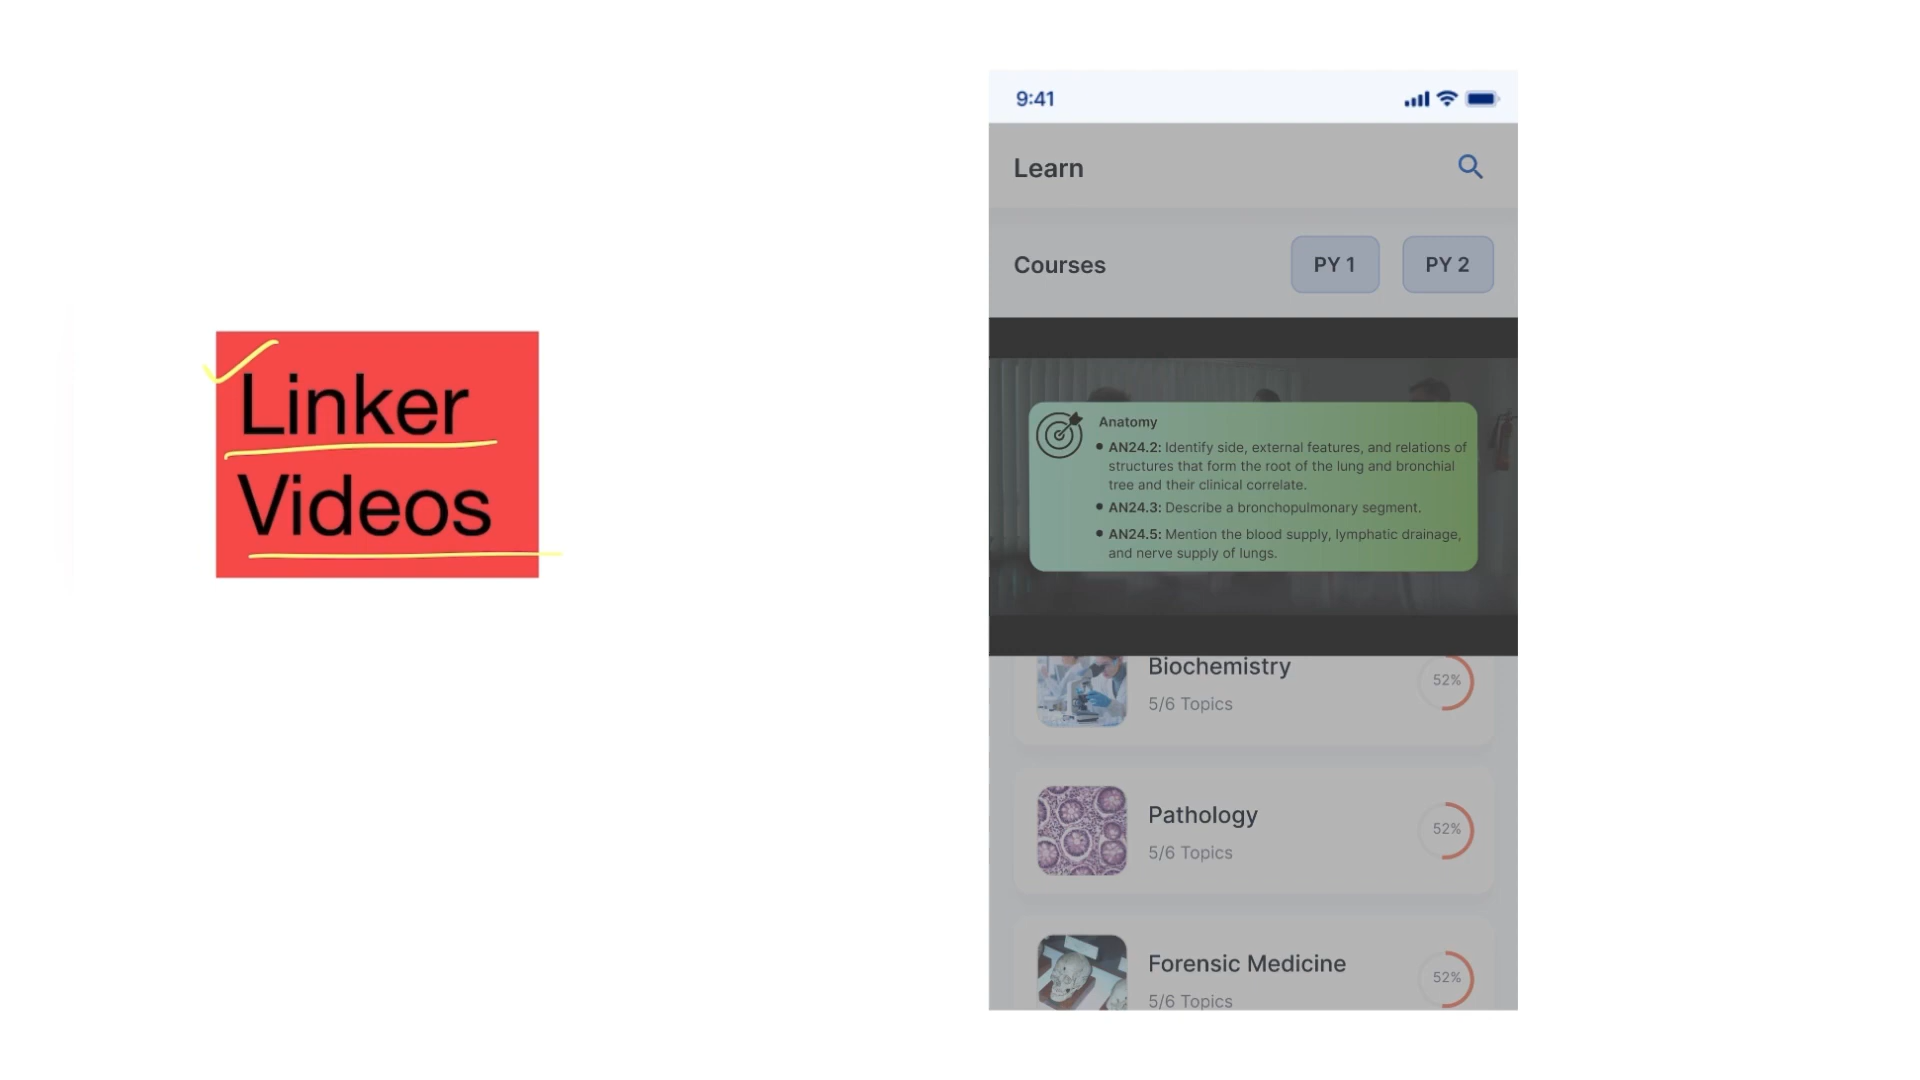 Linker
Videos
9:41
Learn
Courses
PY 1
PY 2
Anatomy
• AN24.2: Identify side, external features, and relations of
structures that form the root of the lung and bronchial
tree and their clinical correlate.
• AN24.3: Describe a bronchopulmonary segment.
• AN24.5: Mention the blood supply, lymphatic drainage,
and nerve supply of lungs.
Biochemistry
52%
5/6 Topics
Pathology
52%
5/6 Topics
Forensic Medicine
52%
5/6 Topics